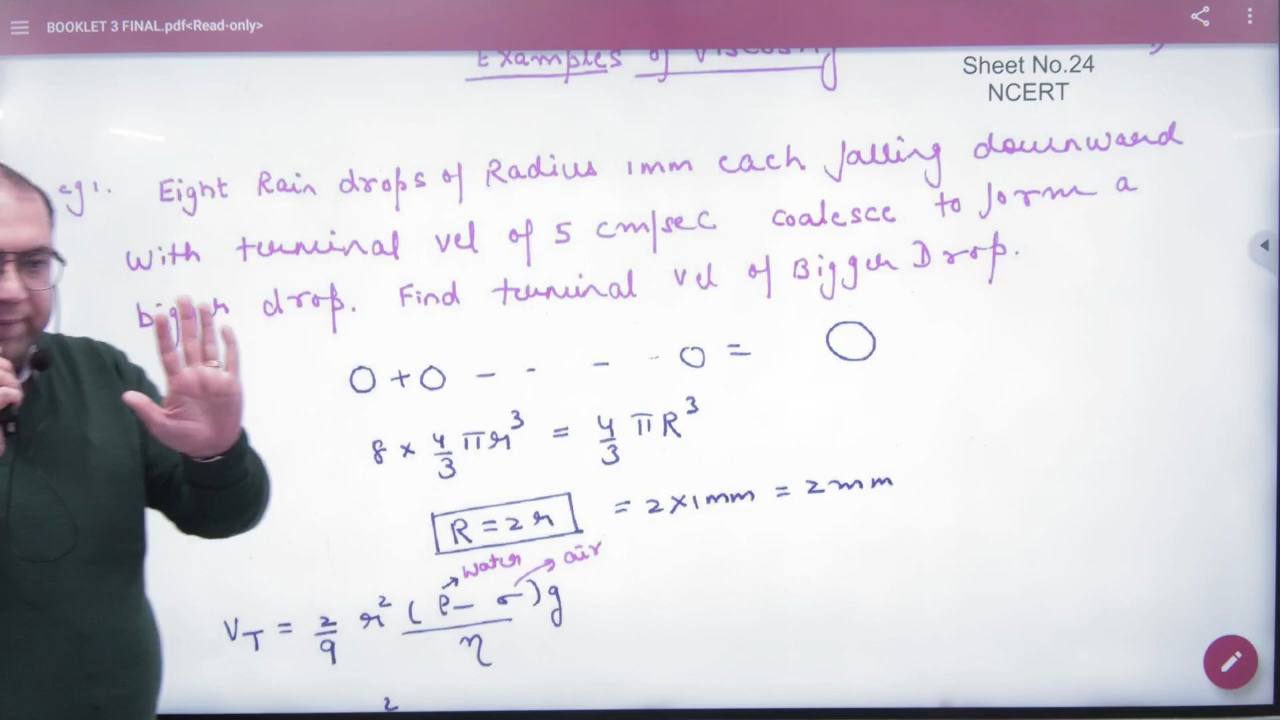 BOOKLET 3 FINAL.pdf<Read-only>
Examples of Viscosity
Sheet No.24
NCERT
eg1. Eight Rain drops of Radius 1mm each falling downward
with terminal vel of 5 cm/sec coalesce to form a
bigger drop. Find terminal vel of Bigger Drop.
O + O - - - - O = O
8 × 4/3 πr³ = 4/3 πR³
R = 2r = 2×1mm = 2mm
→ water → air
V_T = 2/9 r² (ρ - σ)g / η
2